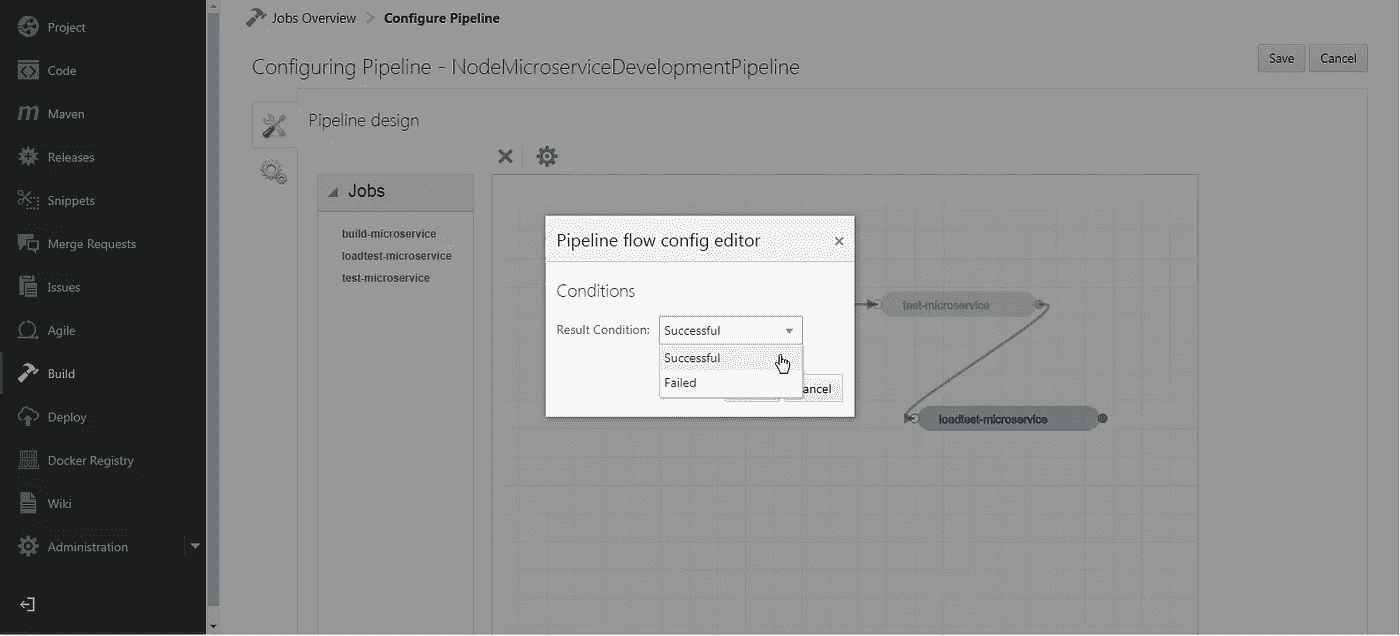 Project
Code
Maven
Releases
Snippets
Merge Requests
Issues
Agile
Build
Deploy
Docker Registry
Wiki
Administration
Jobs Overview > Configure Pipeline
Configuring Pipeline - NodeMicroserviceDevelopmentPipeline
Save Cancel
Pipeline design
Jobs
build-microservice
loadtest-microservice
test-microservice
Pipeline flow config editor ×
Conditions
Result Condition: Successful
Successful
Failed
ancel
test-microservice
loadtest-microservice